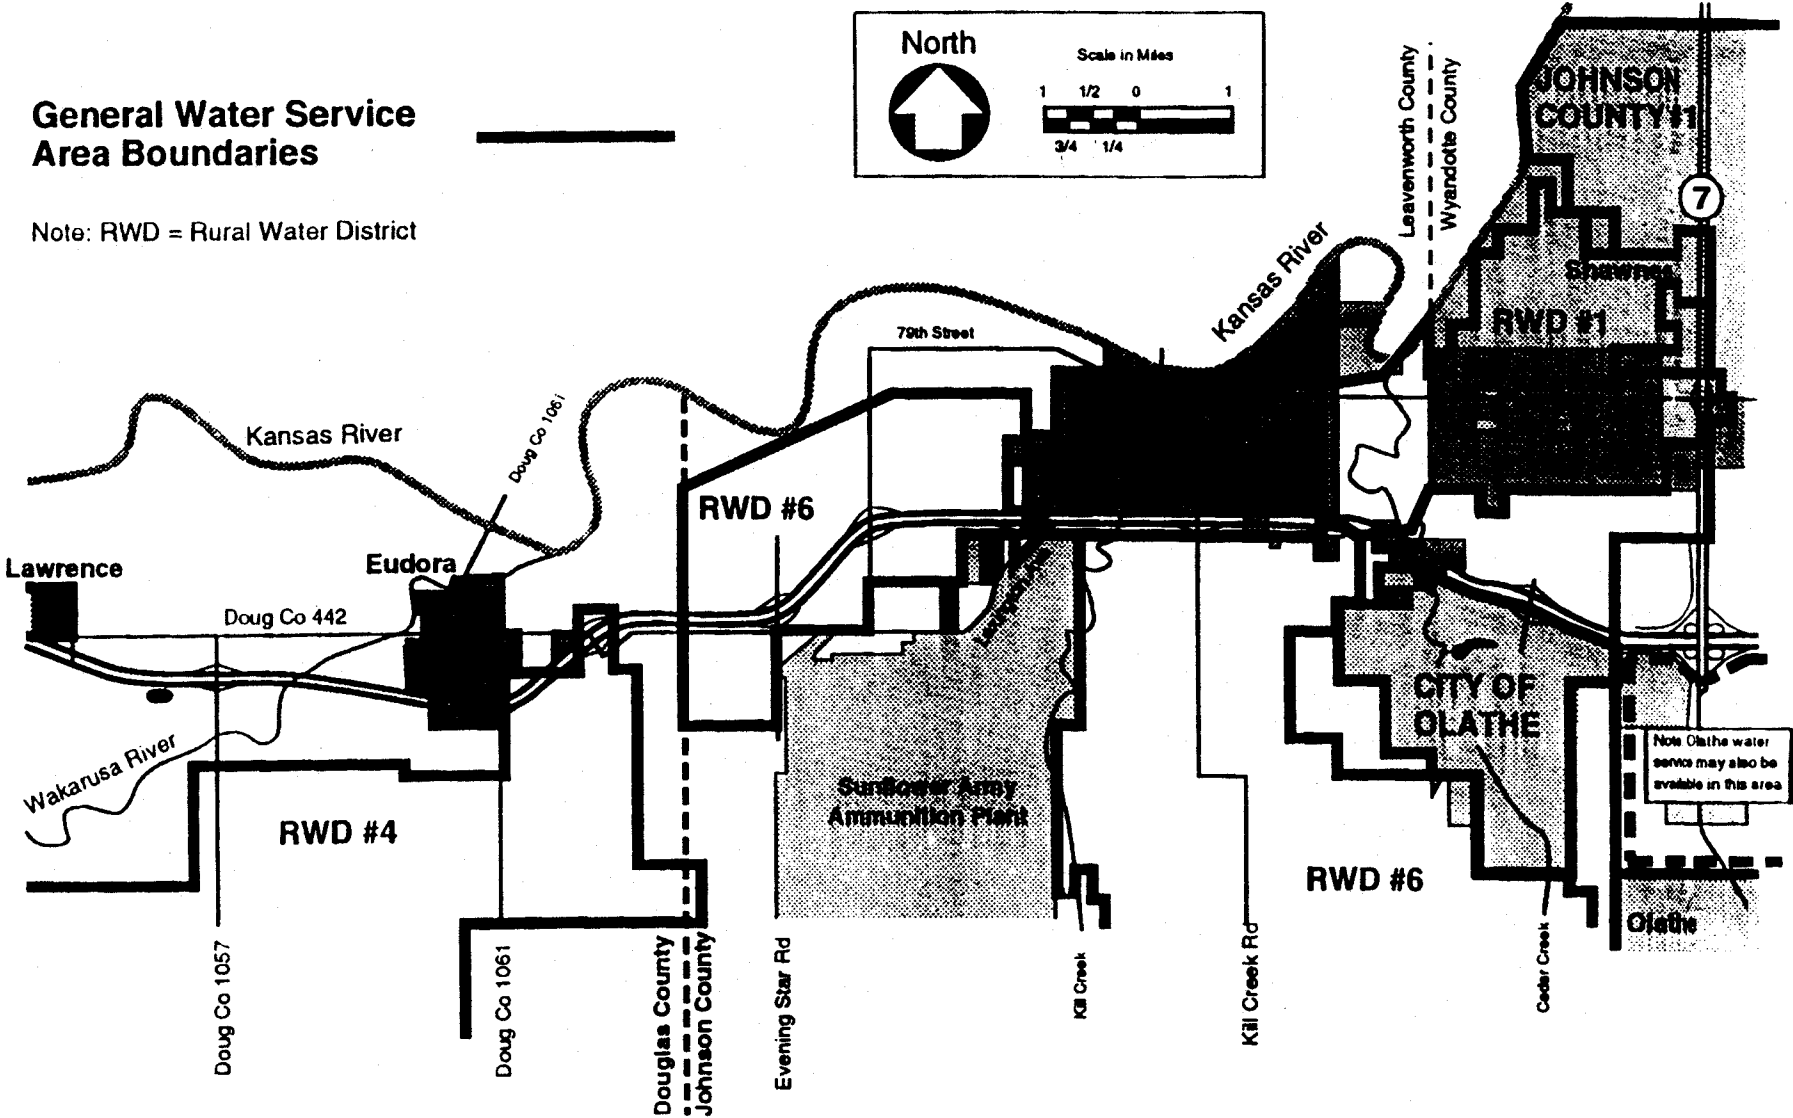 General Water Service
Area Boundaries
Note: RWD = Rural Water District
North
Scale in Miles
1 1/2 0 1
3/4 1/4
Leavenworth County
Wyandotte County
JOHNSON
COUNTY #1
7
Kansas River
Shawnee
RWD #1
79th Street
Kansas River
Doug Co 1061
RWD #6
Lawrence
Eudora
Doug Co 442
Wakarusa River
RWD #4
Sunflower Army
Ammunition Plant
CITY OF
OLATHE
Note Olathe water
service may also be
available in this area
RWD #6
Olathe
Doug Co 1057
Doug Co 1061
Douglas County
Johnson County
Evening Star Rd
Kill Creek
Kill Creek Rd
Cedar Creek